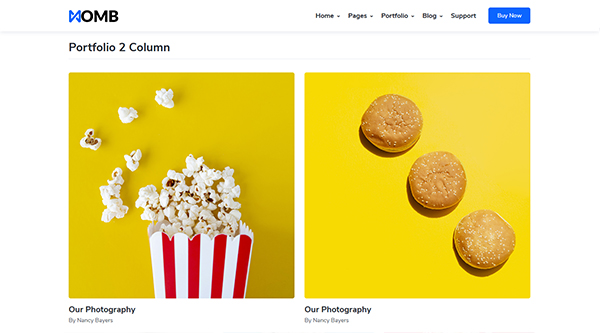 XOMB
Home Pages Portfolio Blog Support Buy Now
Portfolio 2 Column
Our Photography Our Photography
By Nancy Bayers By Nancy Bayers